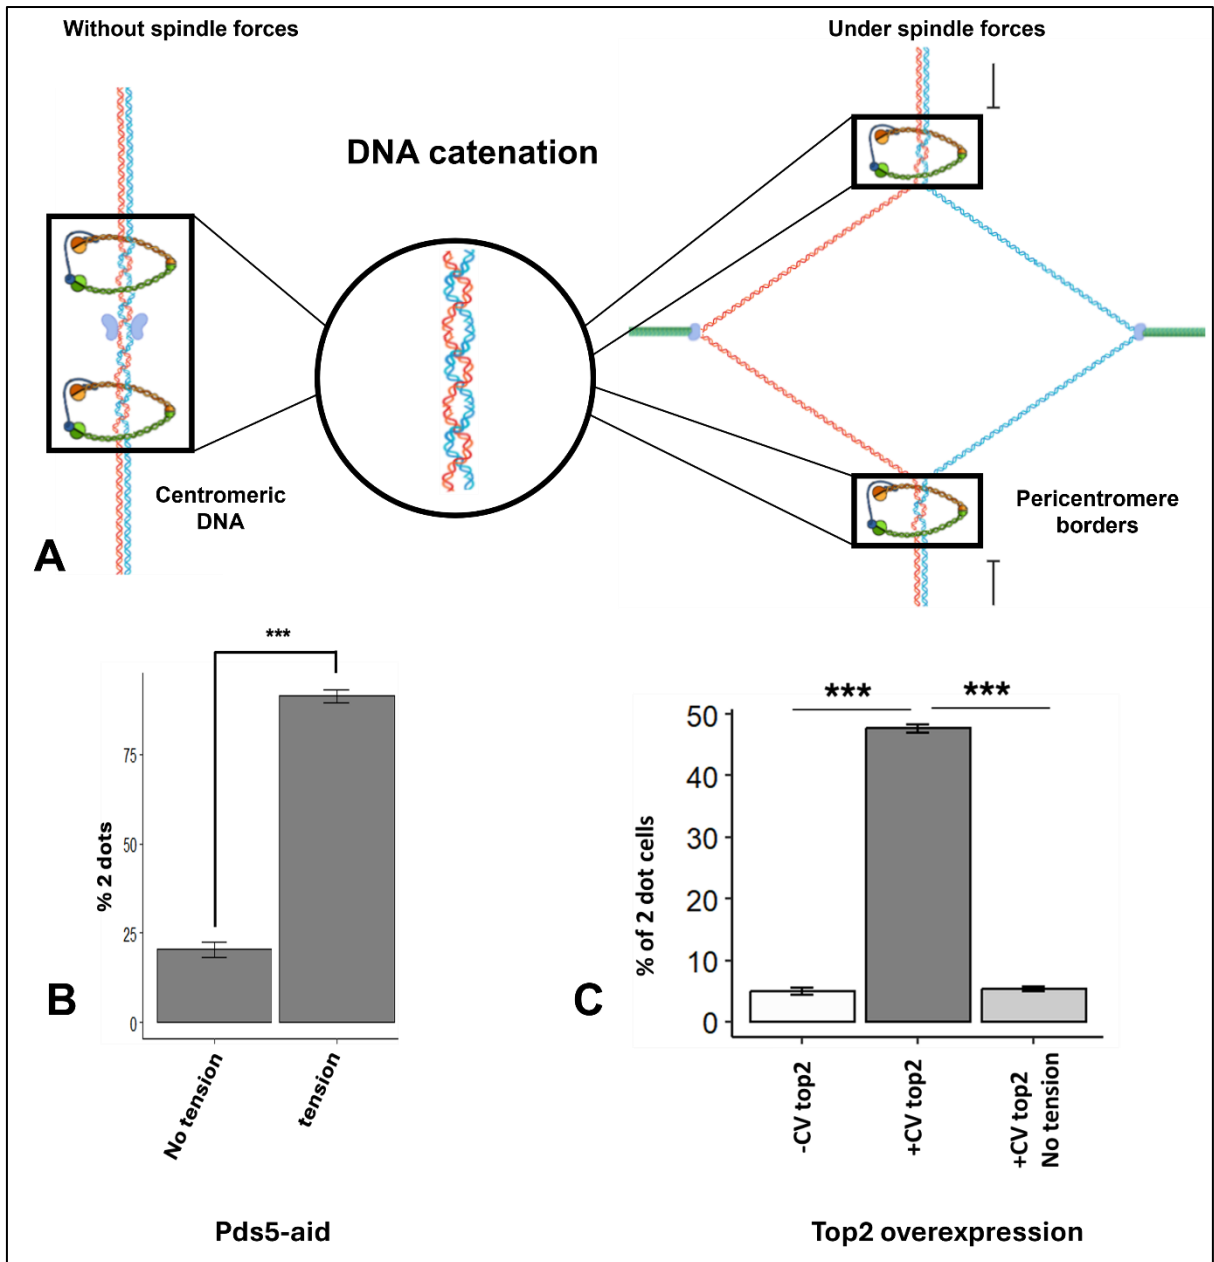 Without spindle forces
Under spindle forces
DNA catenation
Centromeric
DNA
Pericentromere
borders
A
***
% 2 dots
75
50
25
0
No tension
tension
B
Pds5-aid
***
***
% of 2 dot cells
50
40
30
20
10
0
-CV top2
+CV top2
+CV top2
No tension
C
Top2 overexpression